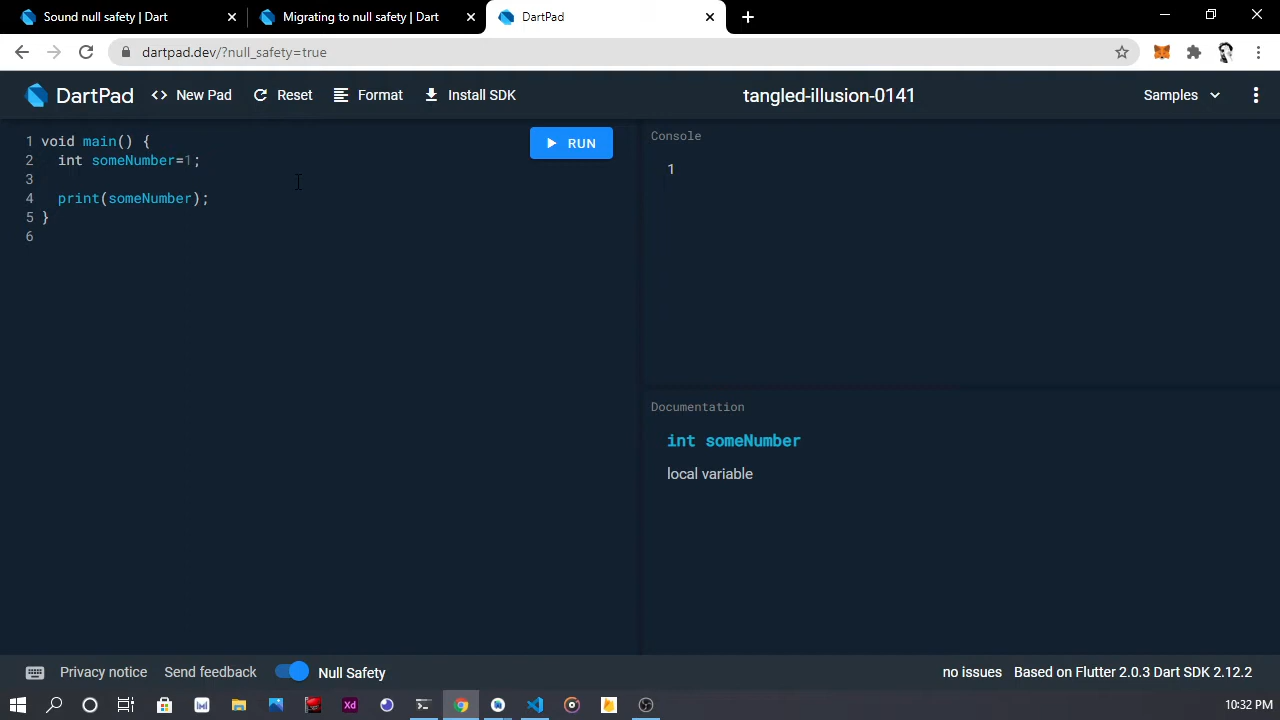 Sound null safety | Dart
Migrating to null safety | Dart
DartPad
dartpad.dev/?null_safety=true
DartPad
<> New Pad
Reset
Format
Install SDK
tangled-illusion-0141
Samples
1 void main() {
2 int someNumber=1;
3
4 print(someNumber);
5 }
6
RUN
Console
1
Documentation
int someNumber
local variable
Privacy notice
Send feedback
Null Safety
no issues
Based on Flutter 2.0.3 Dart SDK 2.12.2
Xd
10:32 PM